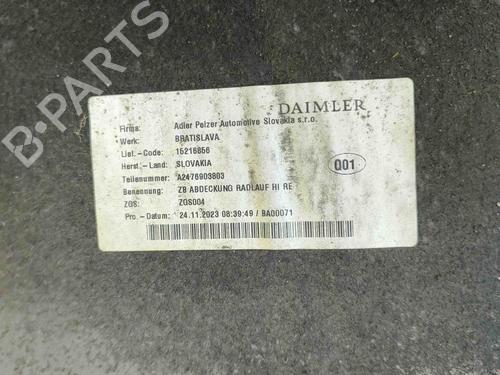 B-PARTS
DAIMLER
Firma: Adler Pelzer Automotive Slovakia s.r.o.
Werk: BRATISLAVA
Lief.-Code: 15216856
Herst.-Land: SLOVAKIA
Q01
Teilenummer: A2476903803
Benennung: ZB ABDECKUNG RADLAUF HI RE
ZGS: ZGS004
Pro.-Datum: 24.11.2023 08:39:49 / BA00071